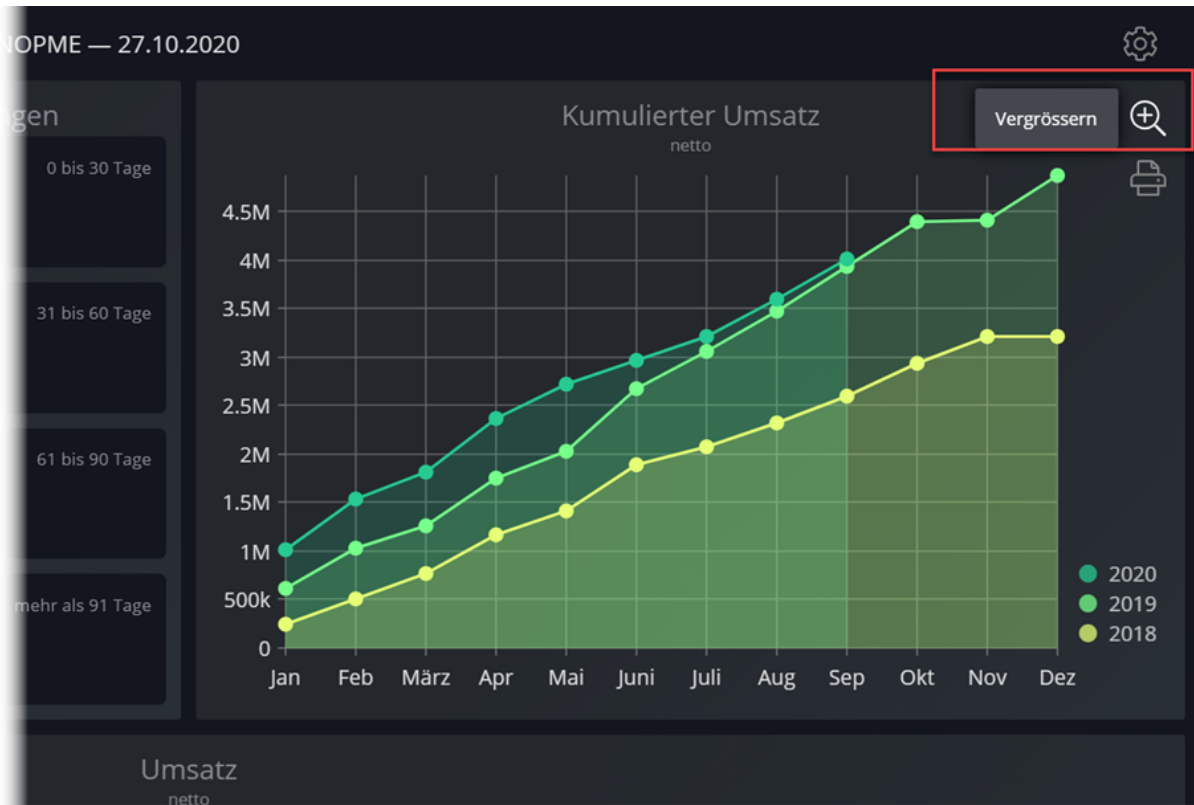 NOPME — 27.10.2020
ngen
0 bis 30 Tage
31 bis 60 Tage
61 bis 90 Tage
mehr als 91 Tage
Kumulierter Umsatz
netto
Vergrössern
4.5M
4M
3.5M
3M
2.5M
2M
1.5M
1M
500k
0
Jan Feb März Apr Mai Juni Juli Aug Sep Okt Nov Dez
2020
2019
2018
Umsatz
netto